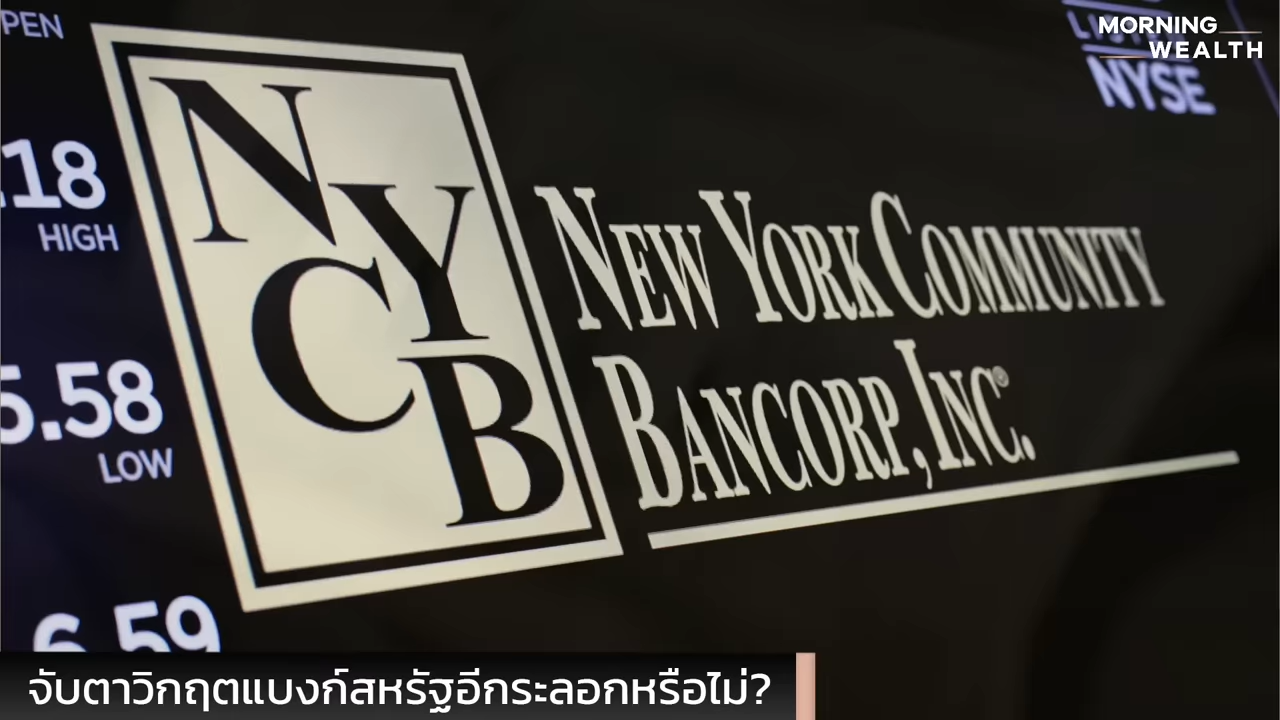 PEN
.18
HIGH
5.58
LOW
6.59
N
Y
C
B
NEW YORK COMMUNITY
BANCORP, INC.®
LISTED
NYSE
MORNING
WEALTH
จับตาวิกฤตแบงก์สหรัฐอีกระลอกหรือไม่?